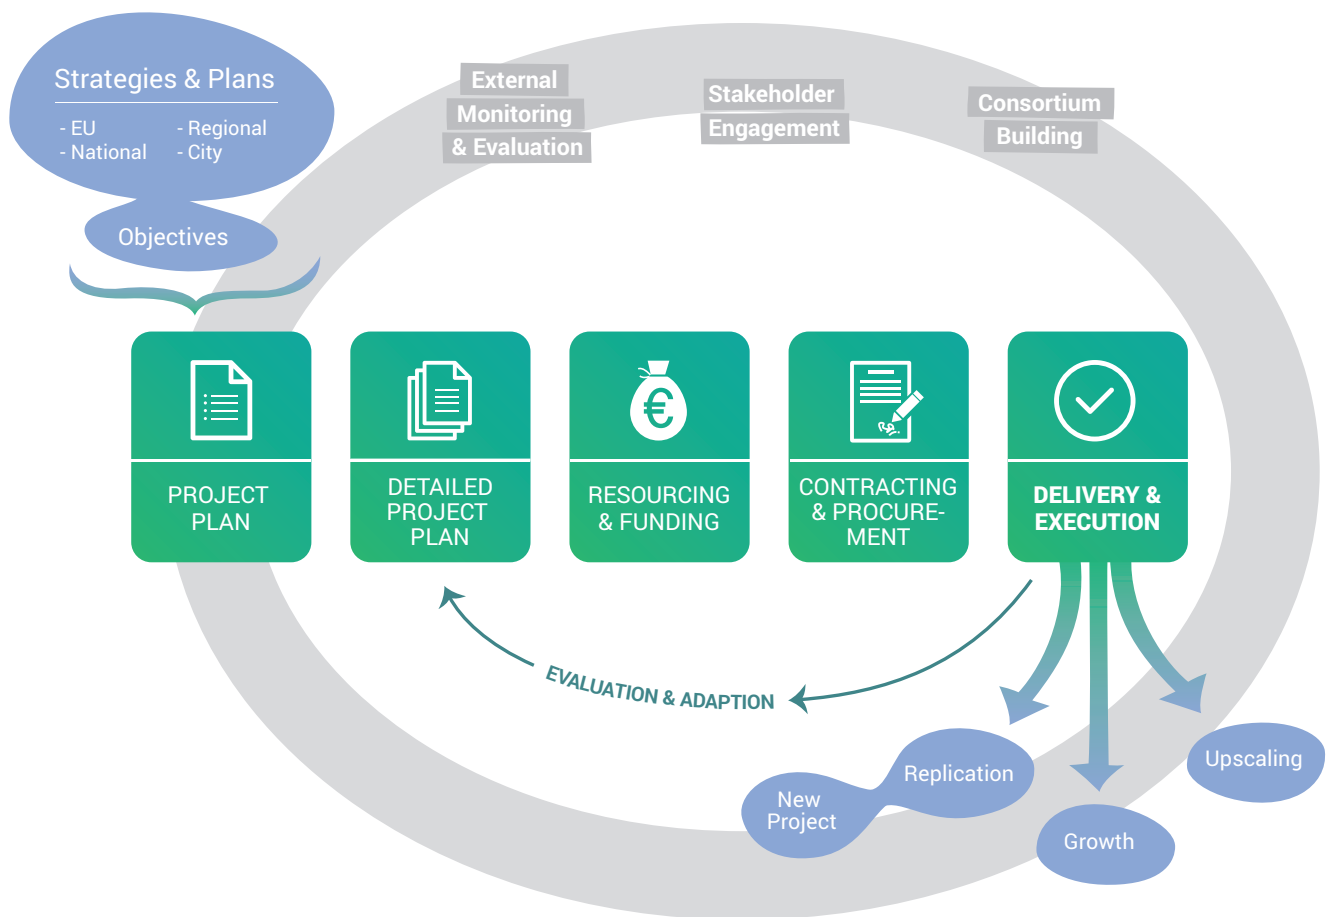 Strategies & Plans
- EU
- National
- Regional
- City
Objectives
External
Monitoring
& Evaluation
Stakeholder
Engagement
Consortium
Building
PROJECT
PLAN
DETAILED
PROJECT
PLAN
€
RESOURCING
& FUNDING
CONTRACTING
& PROCURE-
MENT
DELIVERY &
EXECUTION
EVALUATION & ADAPTION
New
Project
Replication
Growth
Upscaling